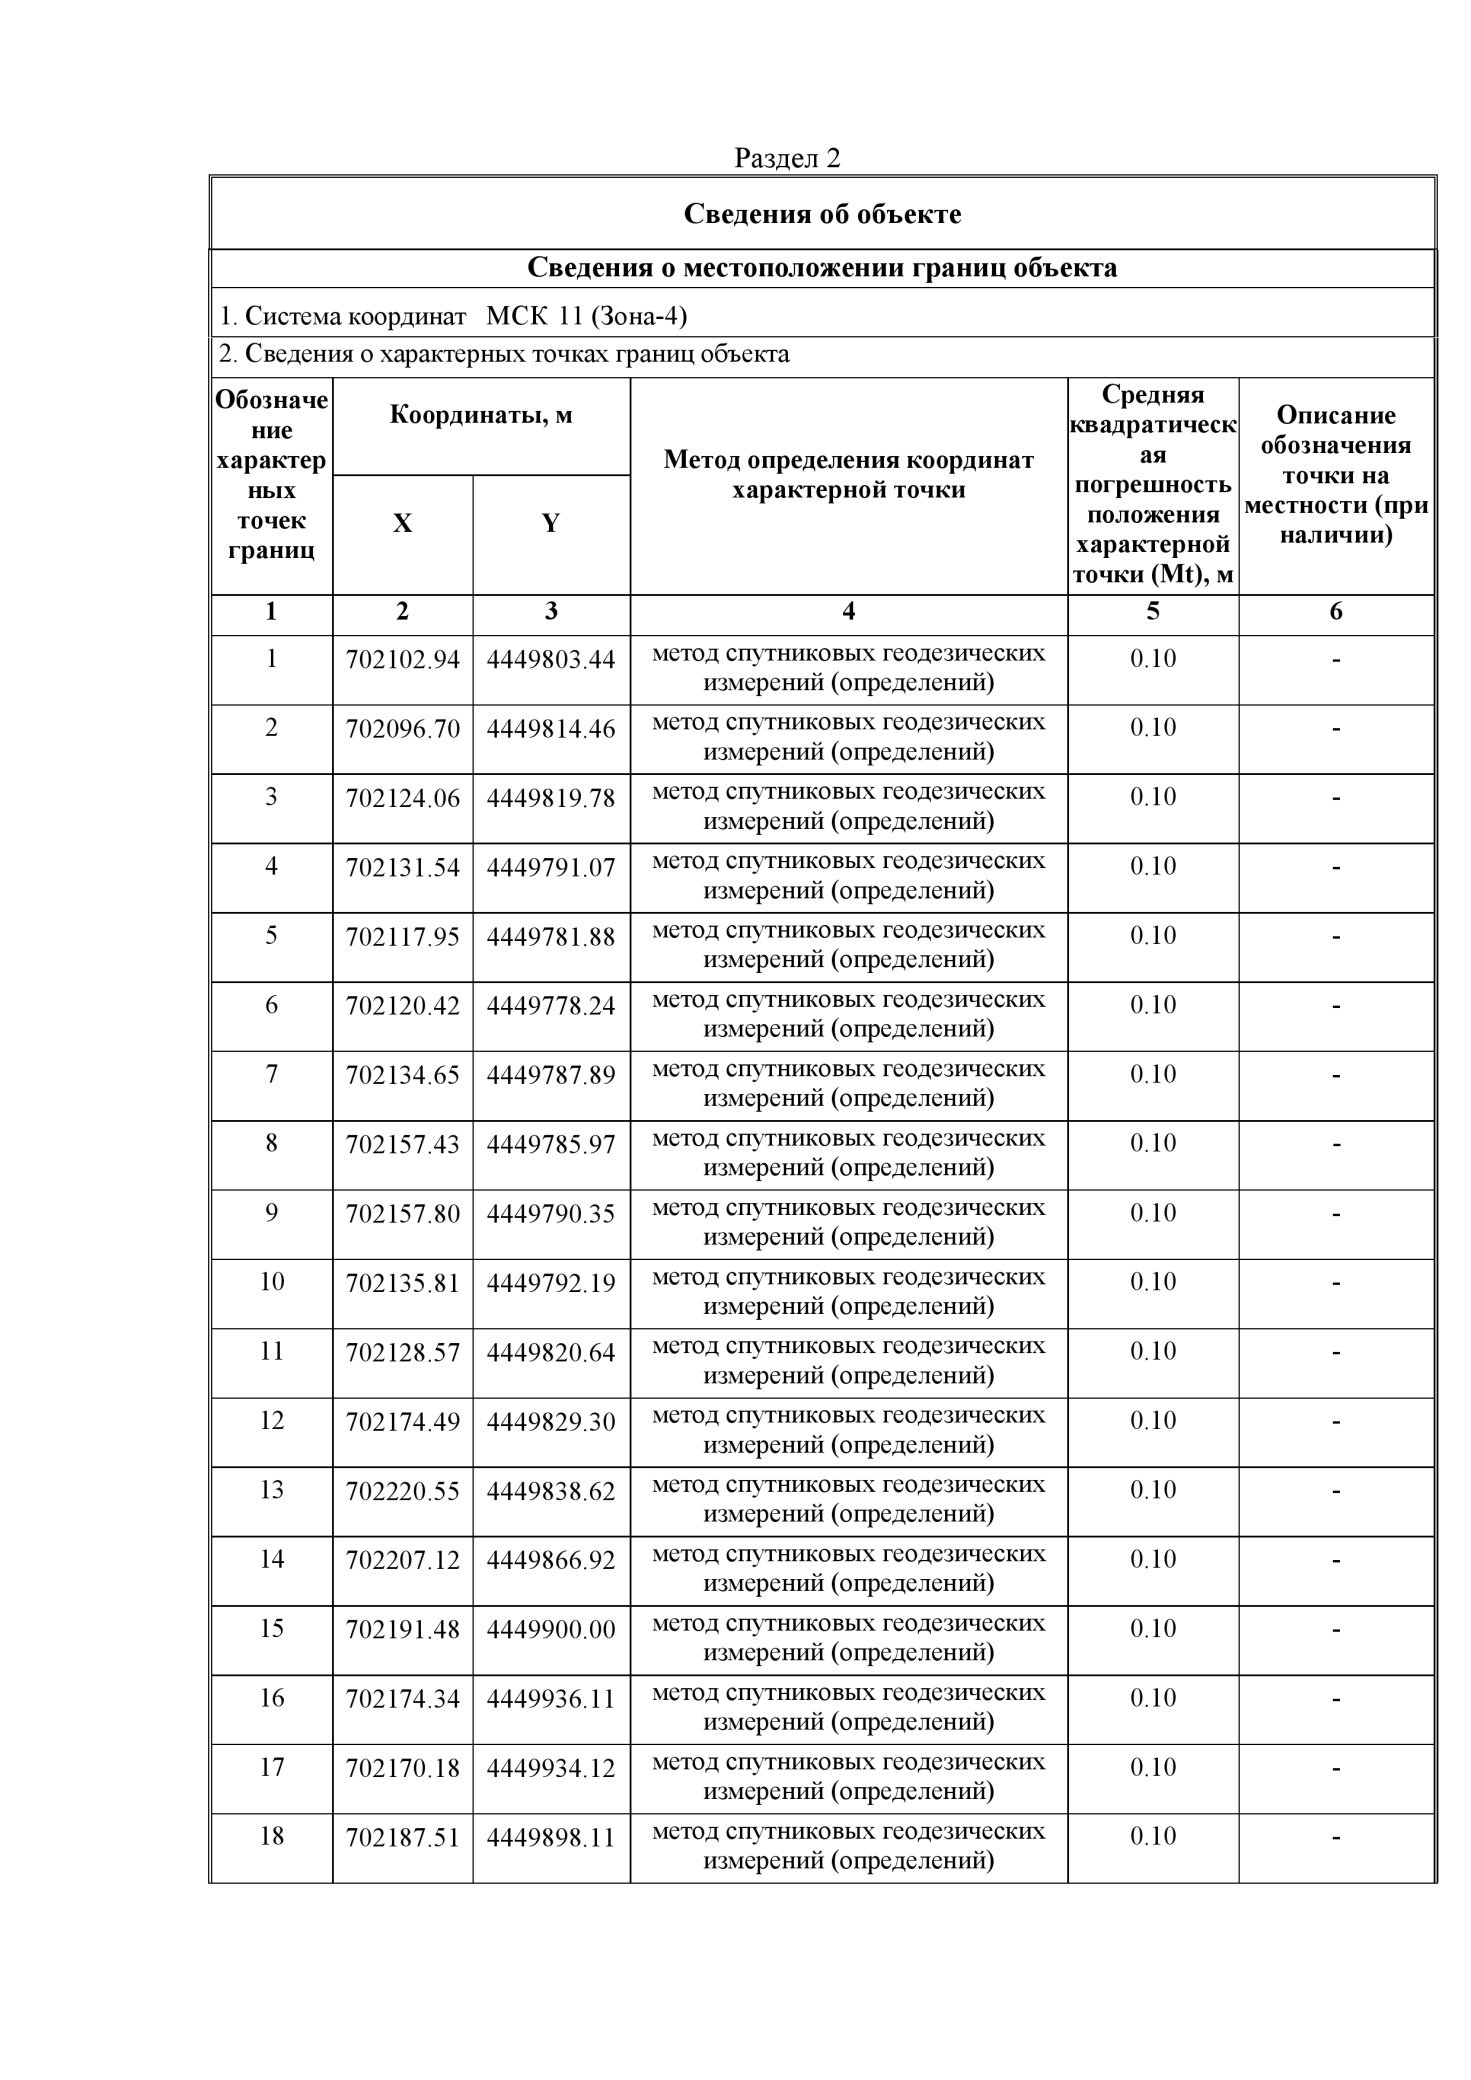 Раздел 2
Сведения об объекте
Сведения о местоположении границ объекта
1. Система координат МСК 11 (Зона-4)
2. Сведения о характерных точках границ объекта
Обозначе
ние
характер
ных
точек
границ
Координаты, м
X
Y
Метод определения координат
характерной точки
Средняя
квадратическ
ая
погрешность
положения
характерной
точки (Mt), м
Описание
обозначения
точки на
местности (при
наличии)
1 2 3 4 5 6
1 702102.94 4449803.44 метод спутниковых геодезических 0.10 -
измерений (определений)
2 702096.70 4449814.46 метод спутниковых геодезических 0.10 -
измерений (определений)
3 702124.06 4449819.78 метод спутниковых геодезических 0.10 -
измерений (определений)
4 702131.54 4449791.07 метод спутниковых геодезических 0.10 -
измерений (определений)
5 702117.95 4449781.88 метод спутниковых геодезических 0.10 -
измерений (определений)
6 702120.42 4449778.24 метод спутниковых геодезических 0.10 -
измерений (определений)
7 702134.65 4449787.89 метод спутниковых геодезических 0.10 -
измерений (определений)
8 702157.43 4449785.97 метод спутниковых геодезических 0.10 -
измерений (определений)
9 702157.80 4449790.35 метод спутниковых геодезических 0.10 -
измерений (определений)
10 702135.81 4449792.19 метод спутниковых геодезических 0.10 -
измерений (определений)
11 702128.57 4449820.64 метод спутниковых геодезических 0.10 -
измерений (определений)
12 702174.49 4449829.30 метод спутниковых геодезических 0.10 -
измерений (определений)
13 702220.55 4449838.62 метод спутниковых геодезических 0.10 -
измерений (определений)
14 702207.12 4449866.92 метод спутниковых геодезических 0.10 -
измерений (определений)
15 702191.48 4449900.00 метод спутниковых геодезических 0.10 -
измерений (определений)
16 702174.34 4449936.11 метод спутниковых геодезических 0.10 -
измерений (определений)
17 702170.18 4449934.12 метод спутниковых геодезических 0.10 -
измерений (определений)
18 702187.51 4449898.11 метод спутниковых геодезических 0.10 -
измерений (определений)